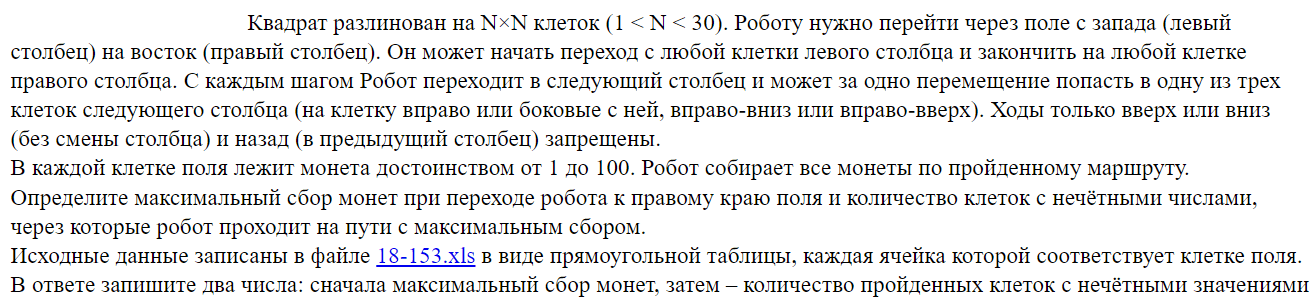 Квадрат разлинован на N×N клеток (1 < N < 30). Роботу нужно перейти через поле с запада (левый
столбец) на восток (правый столбец). Он может начать переход с любой клетки левого столбца и закончить на любой клетке
правого столбца. С каждым шагом Робот переходит в следующий столбец и может за одно перемещение попасть в одну из трех
клеток следующего столбца (на клетку вправо или боковые с ней, вправо-вниз или вправо-вверх). Ходы только вверх или вниз
(без смены столбца) и назад (в предыдущий столбец) запрещены.
В каждой клетке поля лежит монета достоинством от 1 до 100. Робот собирает все монеты по пройденному маршруту.
Определите максимальный сбор монет при переходе робота к правому краю поля и количество клеток с нечётными числами,
через которые робот проходит на пути с максимальным сбором.
Исходные данные записаны в файле 18-153.xls в виде прямоугольной таблицы, каждая ячейка которой соответствует клетке поля.
В ответе запишите два числа: сначала максимальный сбор монет, затем – количество пройденных клеток с нечётными значениями